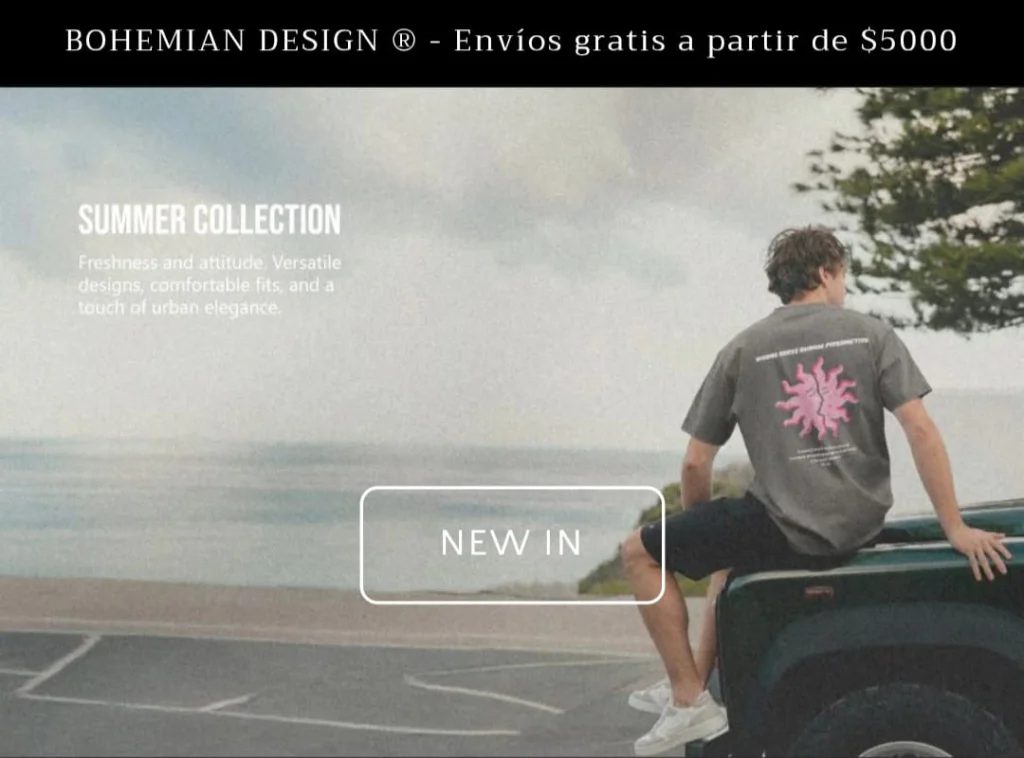 BOHEMIAN DESIGN ® - Envíos gratis a partir de $5000
SUMMER COLLECTION
Freshness and attitude. Versatile
designs, comfortable fits, and a
touch of urban elegance.
NEW IN